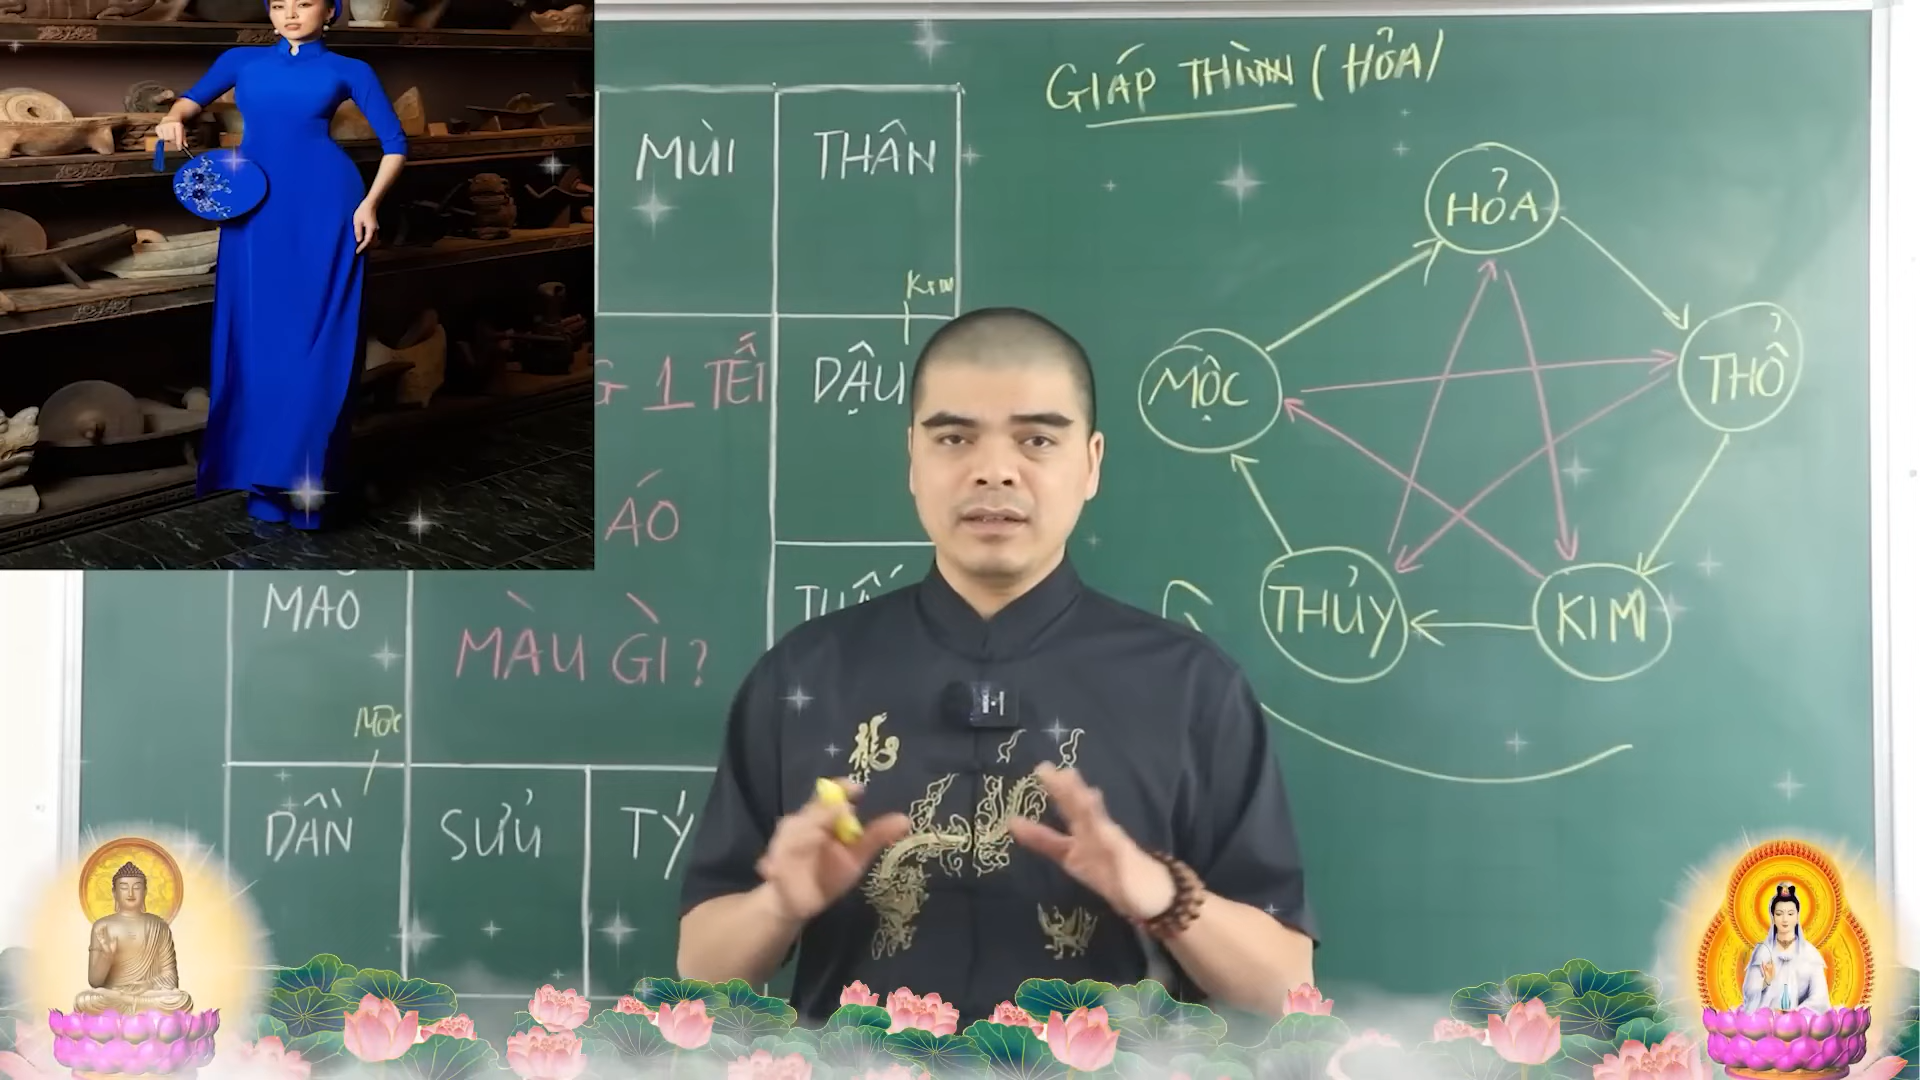 GIÁP THÌN (HỎA)
MÙI
THÂN
KIM
G 1 TẾT
DẬU
ÁO
MÀU GÌ?
MÃO
MỘC
DẦN
SỬU
TÝ
HỎA
THỔ
KIM
THỦY
MỘC
龍
H